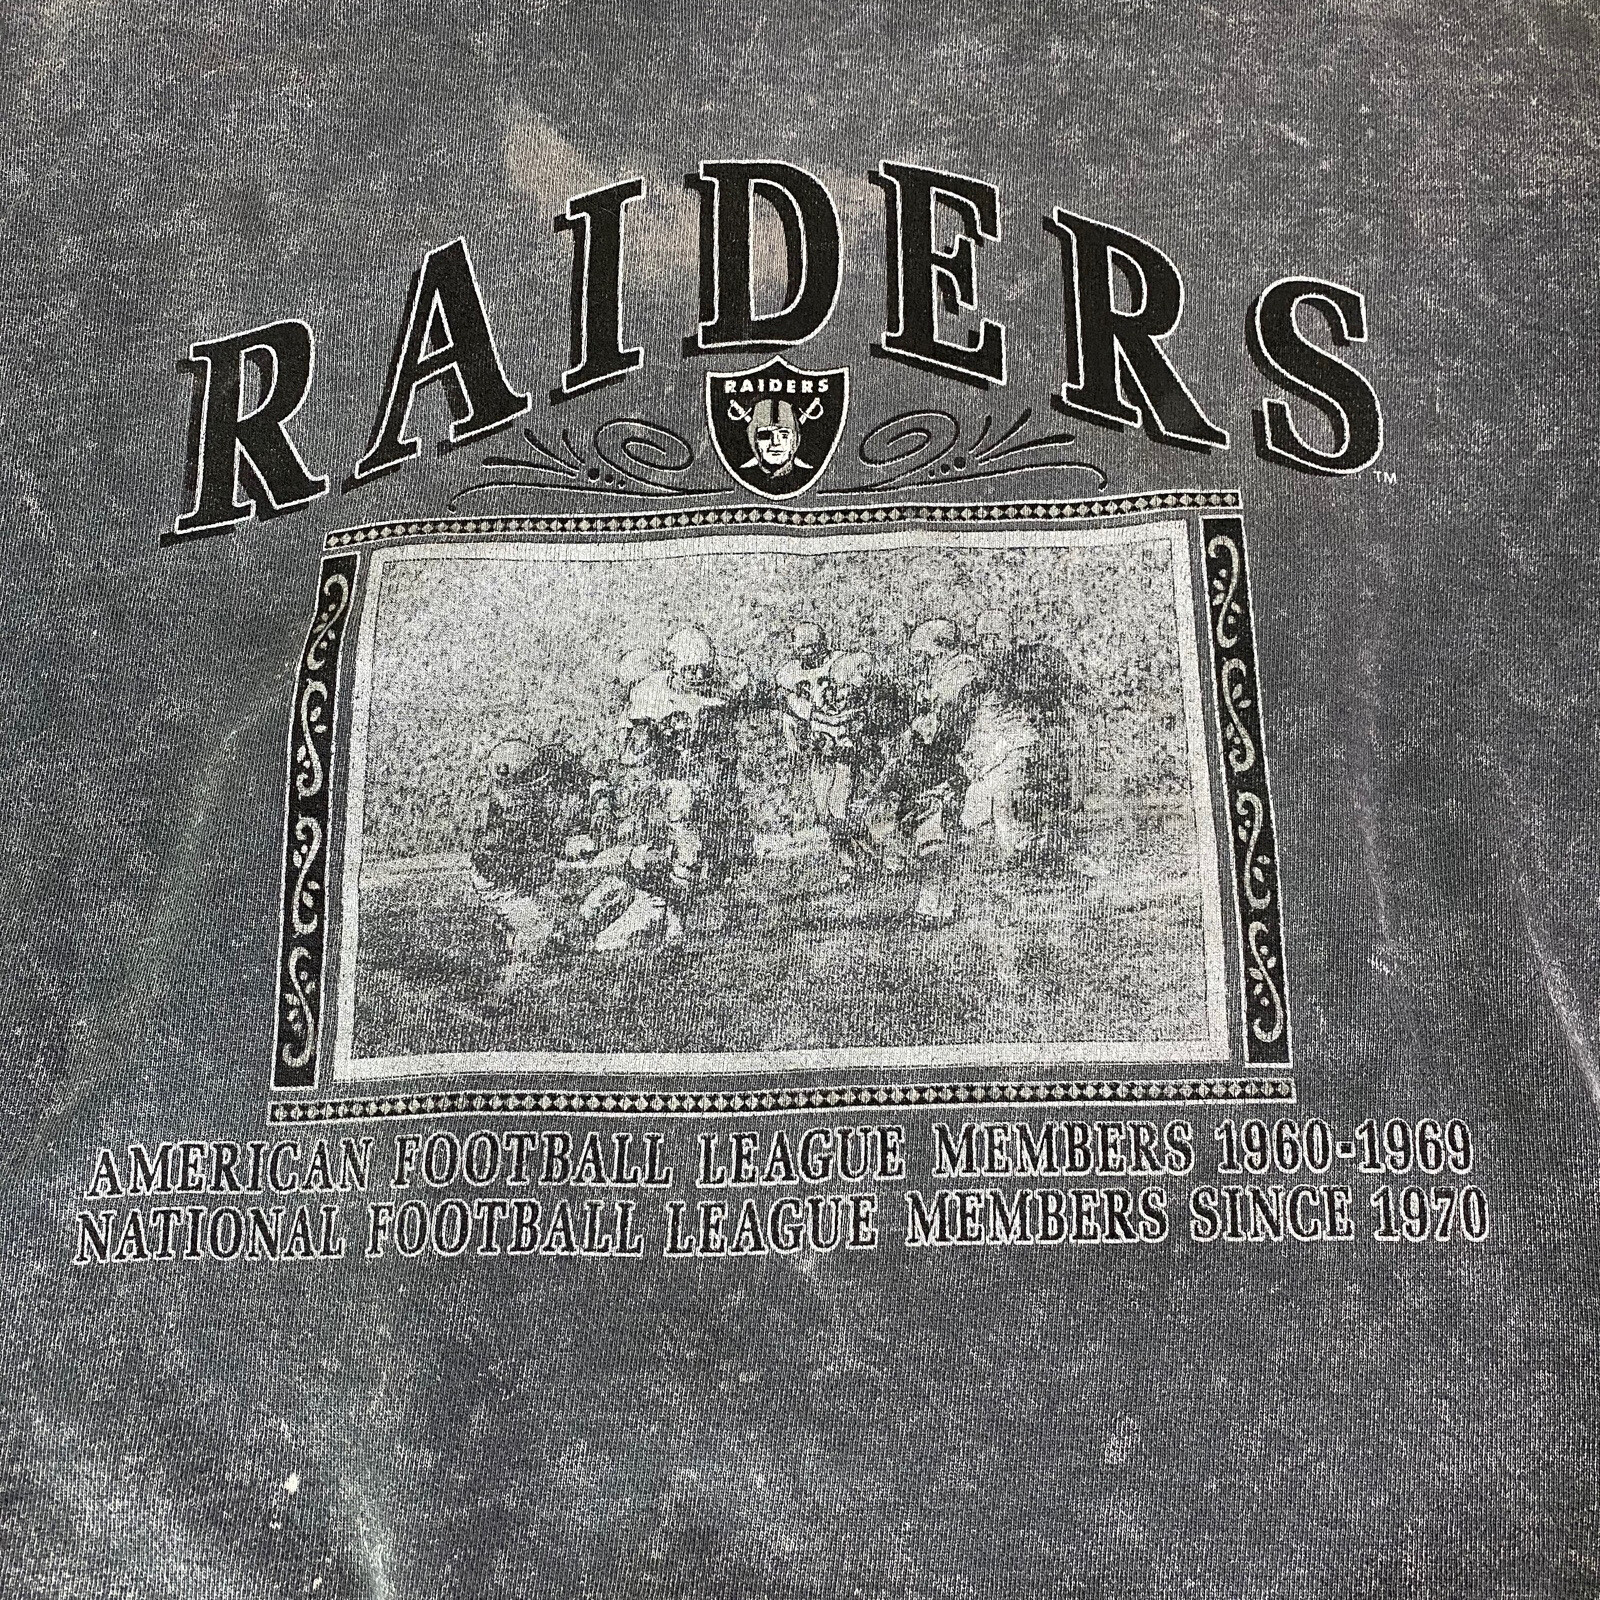 RAIDERS
RAIDERS
TM
AMERICAN FOOTBALL LEAGUE MEMBERS 1960-1969
NATIONAL FOOTBALL LEAGUE MEMBERS SINCE 1970